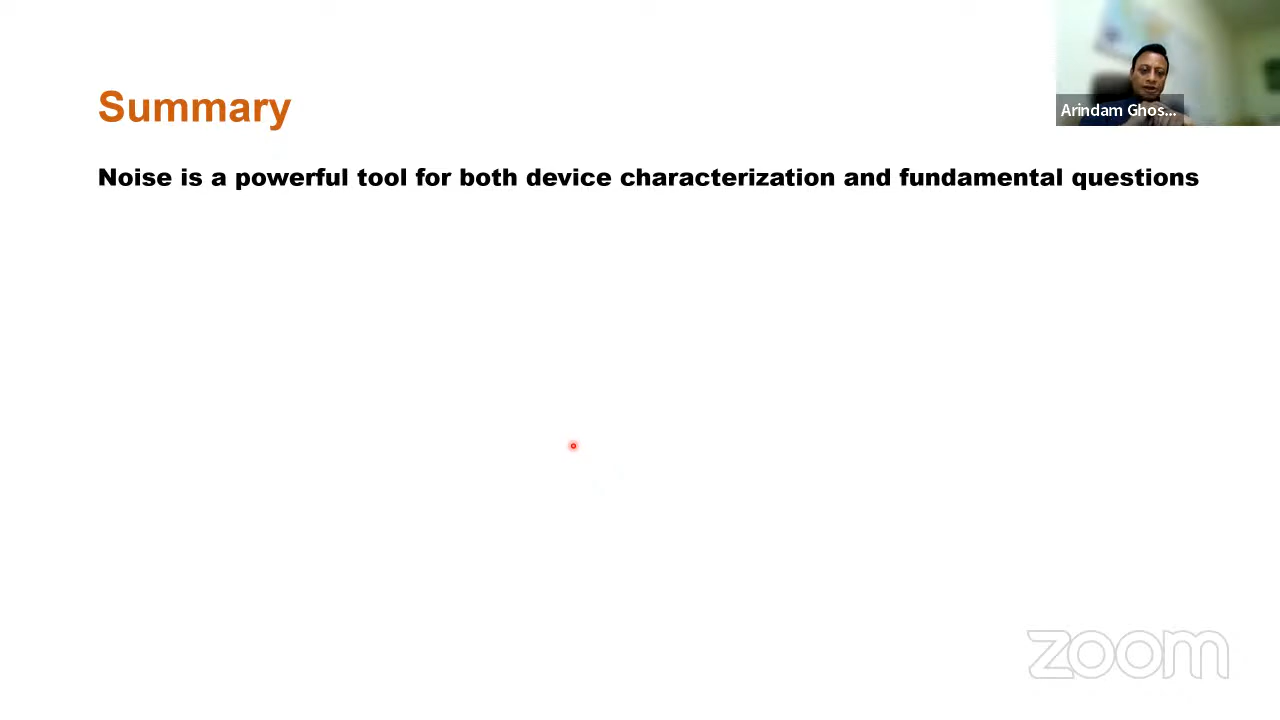 Summary
Arindam Ghos...
Noise is a powerful tool for both device characterization and fundamental questions
zoom